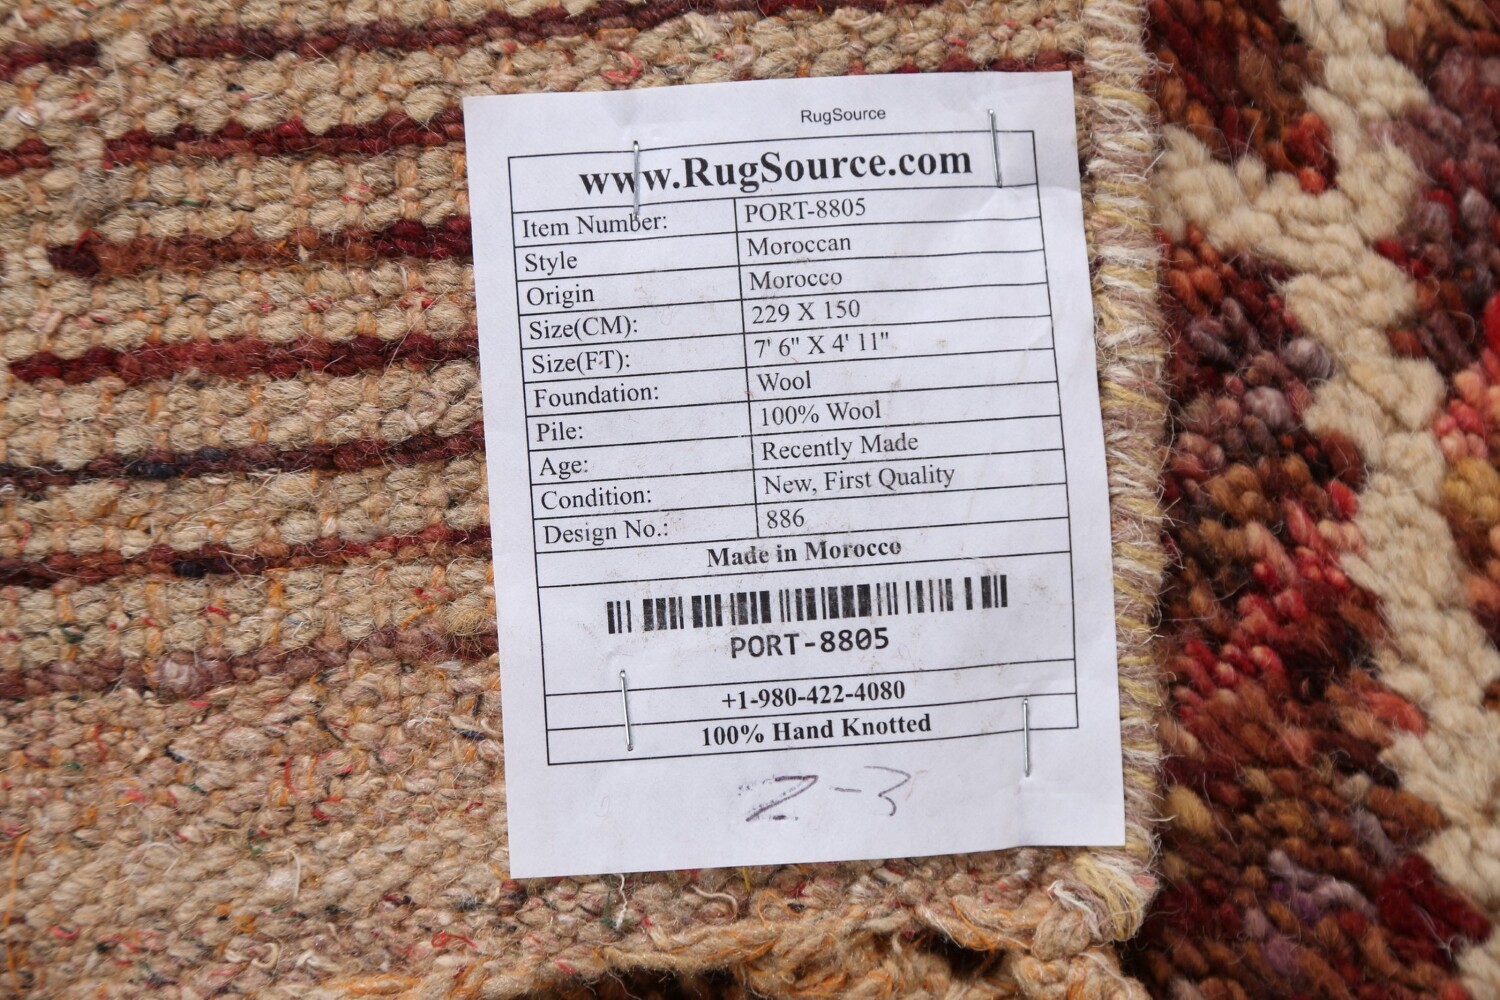 RugSource
www.RugSource.com
Item Number: PORT-8805
Style Moroccan
Origin Morocco
Size(CM): 229 X 150
Size(FT): 7' 6" X 4' 11"
Foundation: Wool
Pile: 100% Wool
Age: Recently Made
Condition: New, First Quality
Design No.: 886
Made in Morocco
PORT-8805
+1-980-422-4080
100% Hand Knotted
Z-3